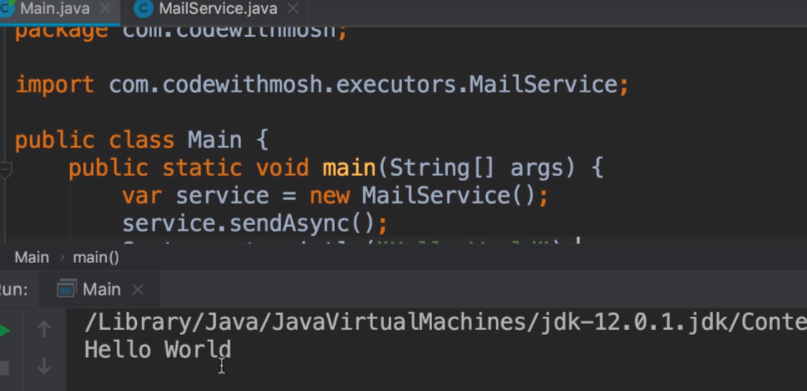 Main.java
MailService.java
package com.codewithmosh;
import com.codewithmosh.executors.MailService;
public class Main {
public static void main(String[] args) {
var service = new MailService();
service.sendAsync();
Main > main()
Main
/Library/Java/JavaVirtualMachines/jdk-12.0.1.jdk/Conte
Hello World